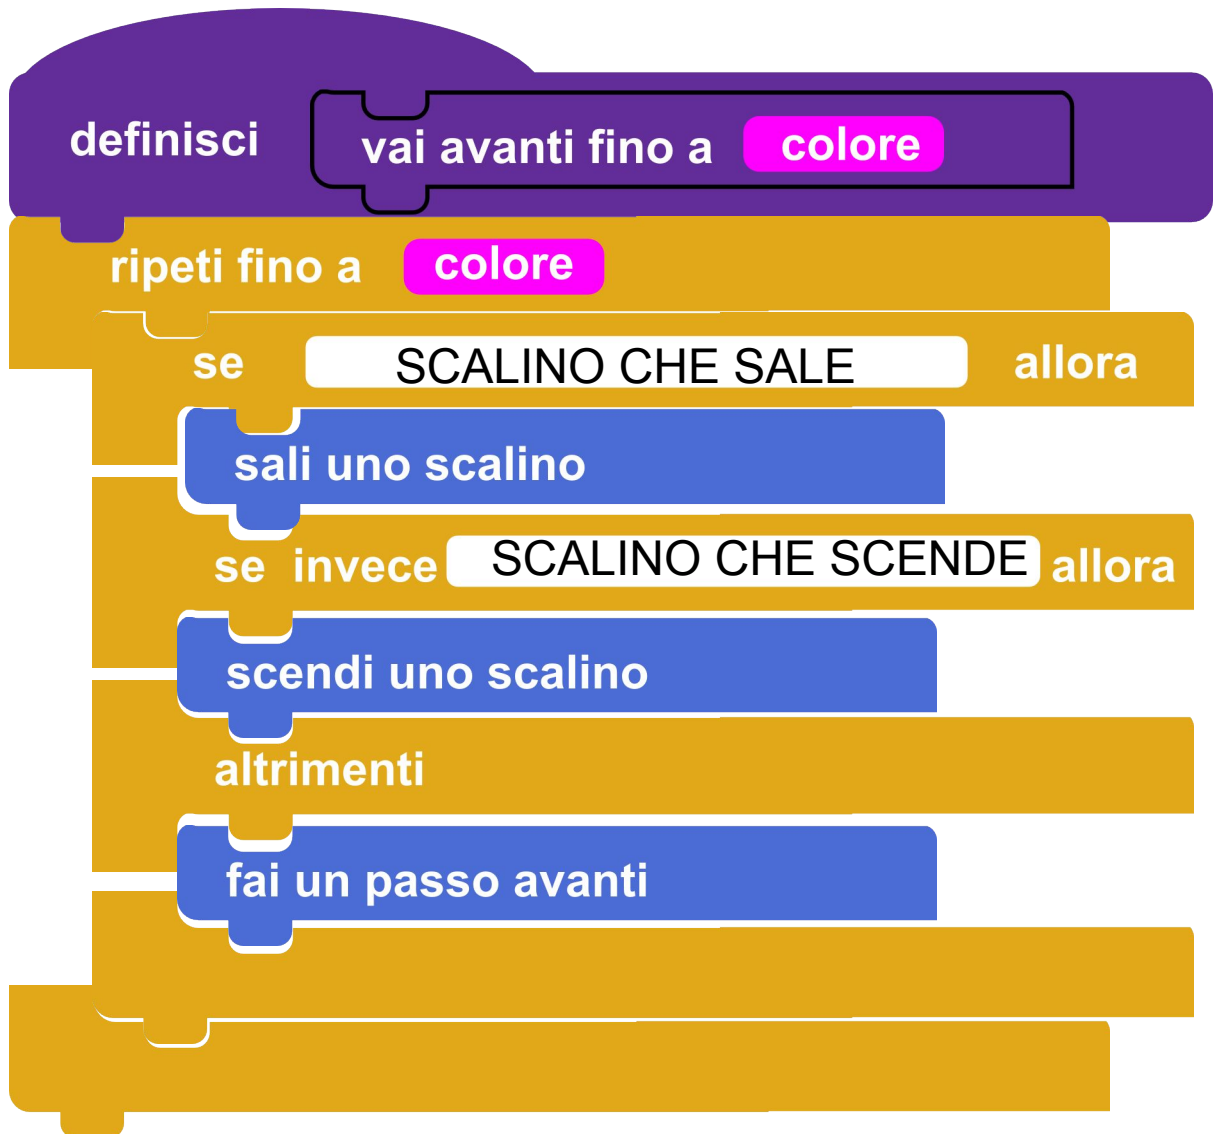 definisci vai avanti fino a colore
ripeti fino a colore
se SCALINO CHE SALE allora
sali uno scalino
se invece SCALINO CHE SCENDE allora
scendi uno scalino
altrimenti
fai un passo avanti